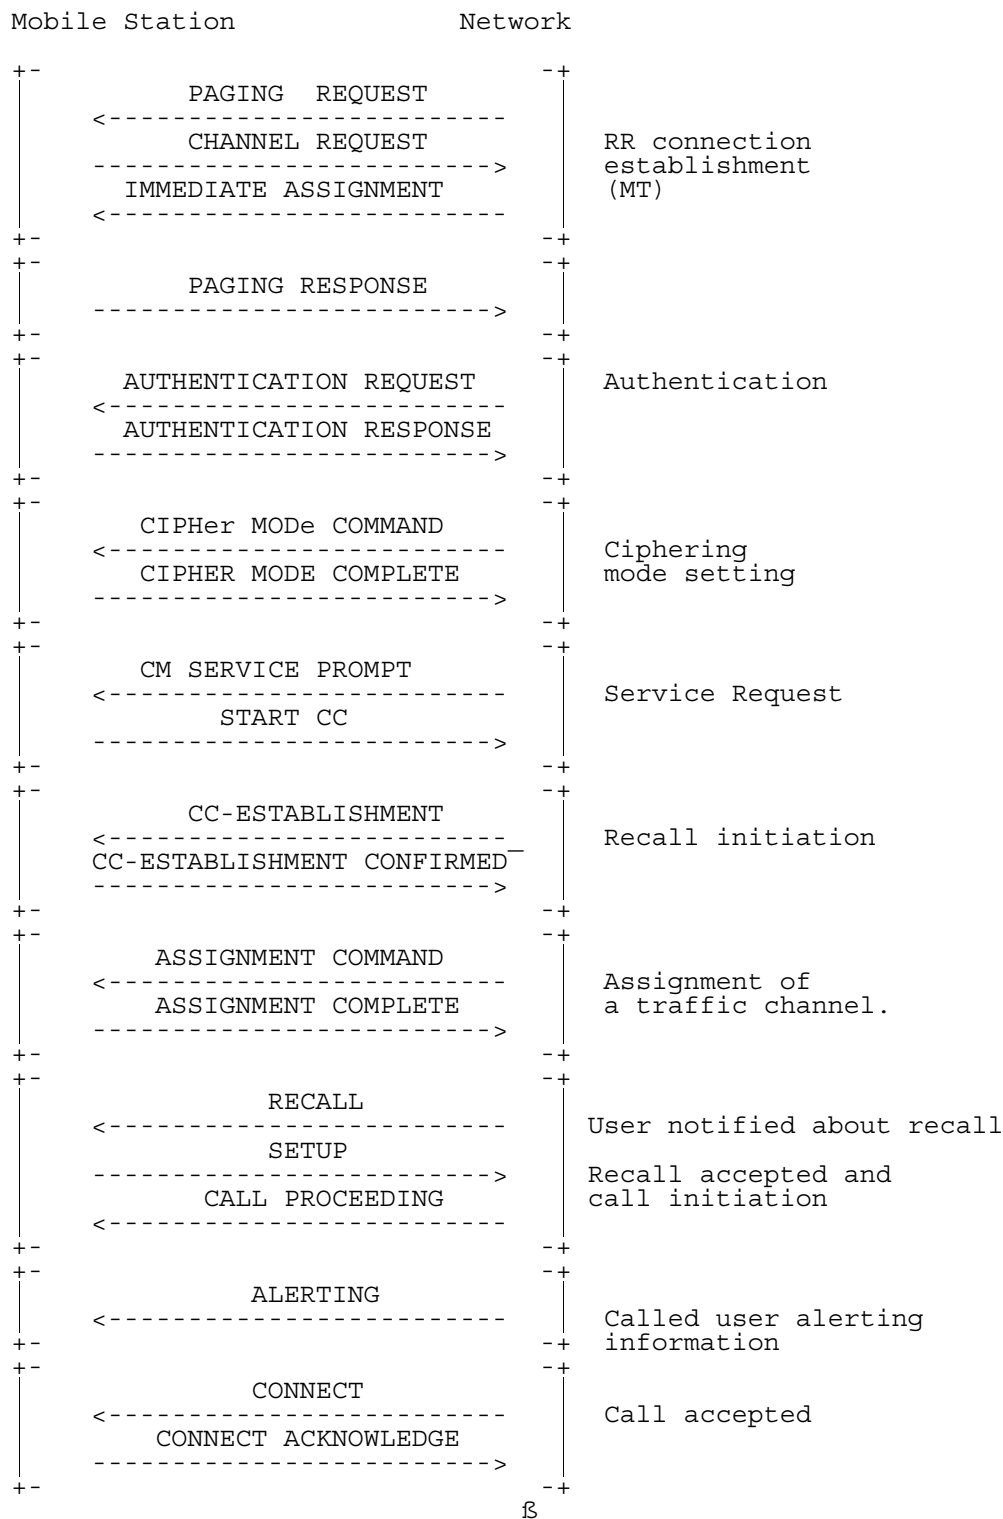 Mobile Station Network
+- -+
PAGING REQUEST
<-------------------------
CHANNEL REQUEST RR connection
-------------------------> establishment
IMMEDIATE ASSIGNMENT (MT)
<-------------------------
+- -+
+- -+
PAGING RESPONSE
------------------------->
+- -+
+- -+
AUTHENTICATION REQUEST Authentication
<-------------------------
AUTHENTICATION RESPONSE
------------------------->
+- -+
+- -+
CIPHer MODe COMMAND
<------------------------- Ciphering
CIPHER MODE COMPLETE mode setting
------------------------->
+- -+
+- -+
CM SERVICE PROMPT
<------------------------- Service Request
START CC
------------------------->
+- -+
+- -+
CC-ESTABLISHMENT
<------------------------- Recall initiation
CC-ESTABLISHMENT CONFIRMED¯
------------------------->
+- -+
+- -+
ASSIGNMENT COMMAND
<------------------------- Assignment of
ASSIGNMENT COMPLETE a traffic channel.
------------------------->
+- -+
+- -+
RECALL
<------------------------- User notified about recall
SETUP
-------------------------> Recall accepted and
CALL PROCEEDING call initiation
<-------------------------
+- -+
+- -+
ALERTING
<------------------------- Called user alerting
+- -+ information
+- -+
CONNECT
<------------------------- Call accepted
CONNECT ACKNOWLEDGE
------------------------->
+- -+
ß